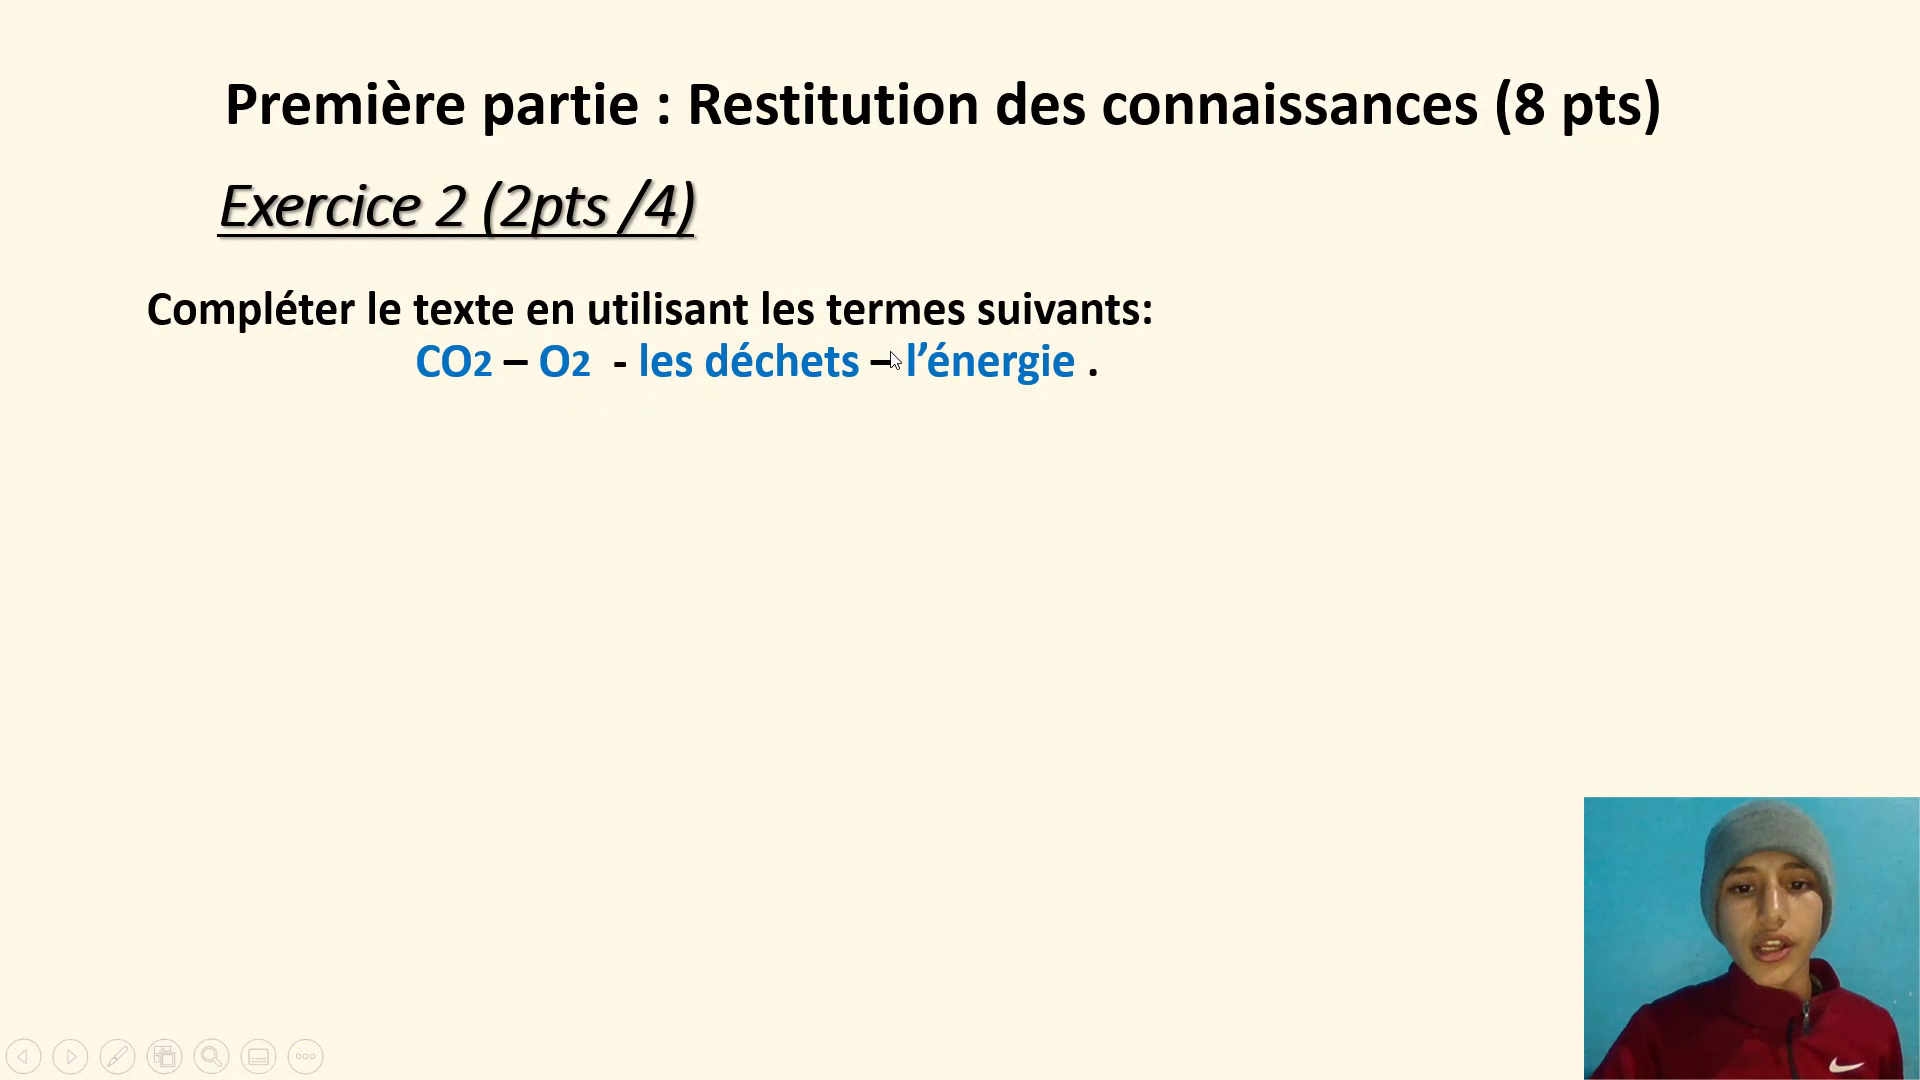 Première partie : Restitution des connaissances (8 pts)
Exercice 2 (2pts /4)
Compléter le texte en utilisant les termes suivants:
CO2 – O2 - les déchets – l’énergie .